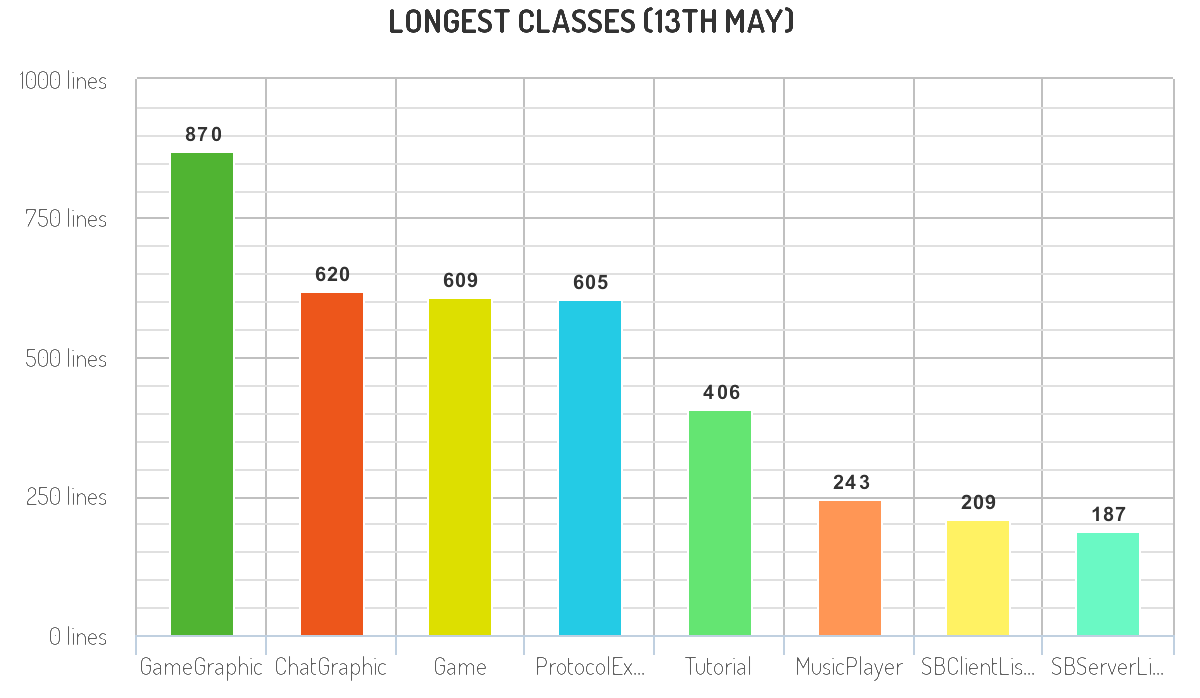 LONGEST CLASSES (13TH MAY)
1000 lines
750 lines
500 lines
250 lines
0 lines
870
620
609
605
406
243
209
187
GameGraphic
ChatGraphic
Game
ProtocolEx...
Tutorial
MusicPlayer
SBClientLis...
SBServerLi...